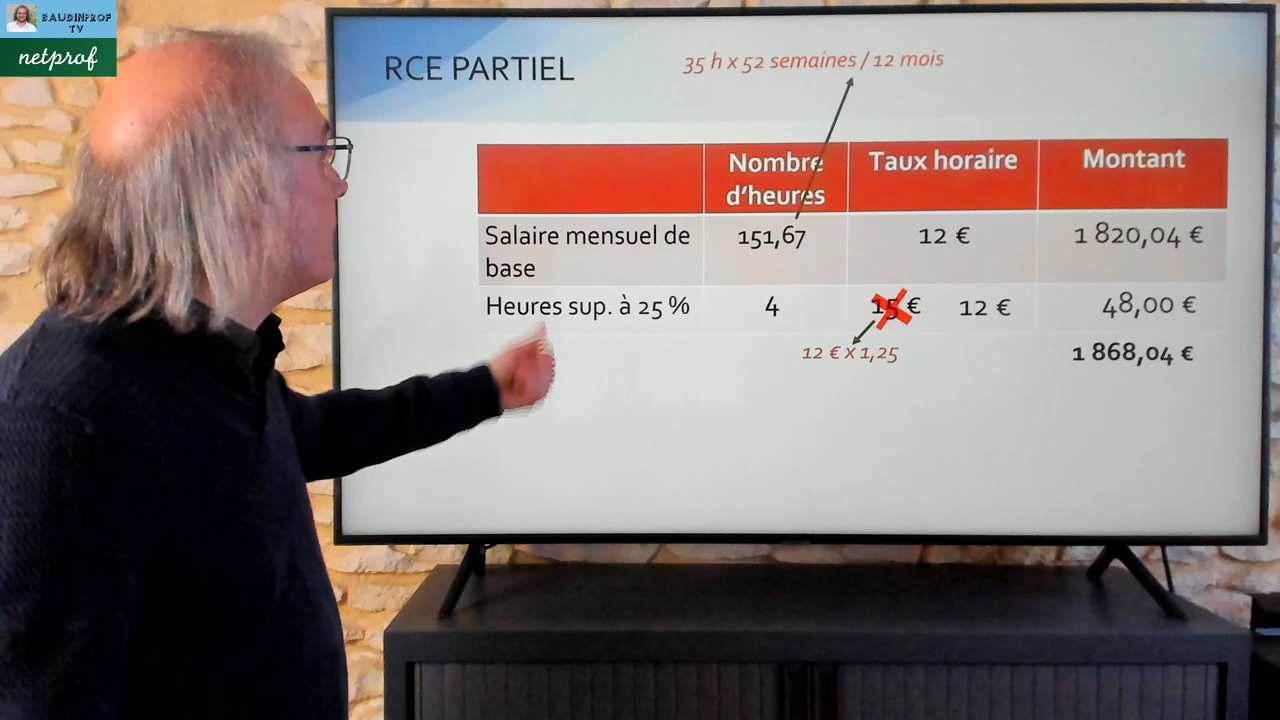 BAUDINPROF
TV
netprof
RCE PARTIEL
35 h x 52 semaines / 12 mois
Nombre d'heures
Taux horaire
Montant
Salaire mensuel de base
151,67
12 €
1 820,04 €
Heures sup. à 25 %
4
15 €
12 €
48,00 €
12 € x 1,25
1 868,04 €